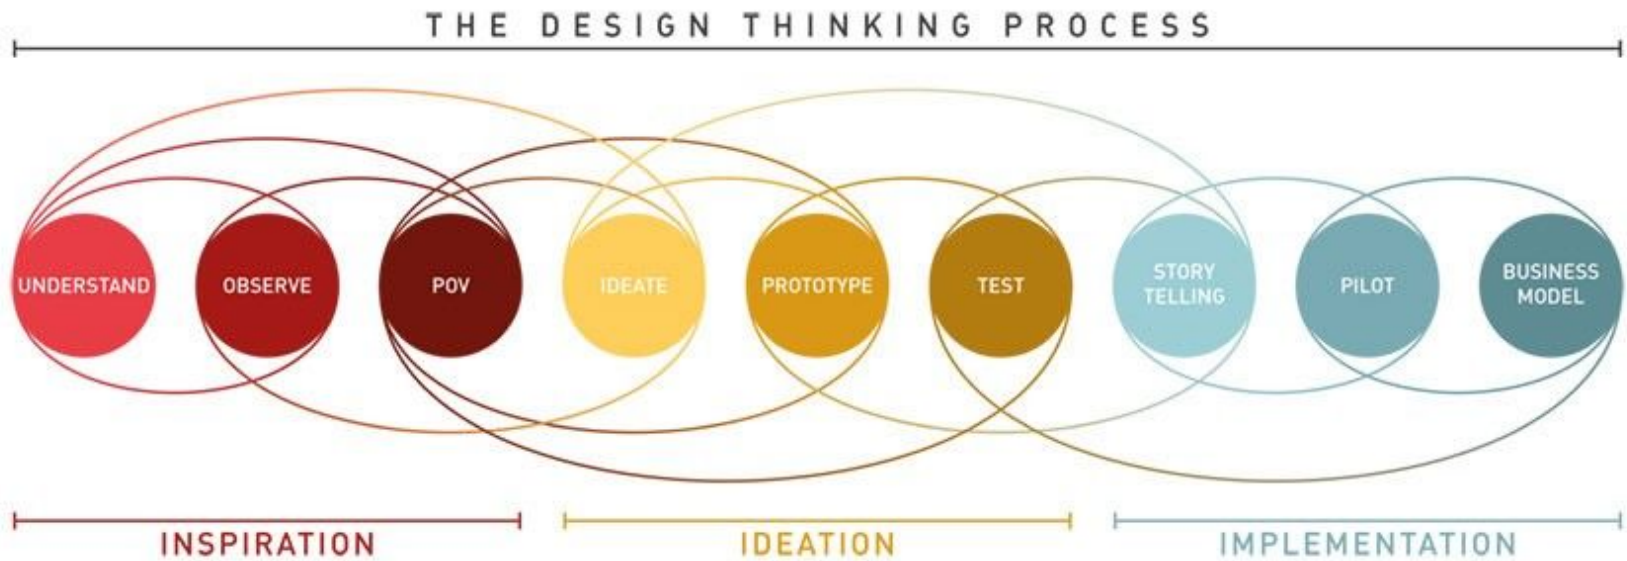 THE DESIGN THINKING PROCESS
UNDERSTAND
OBSERVE
POV
IDEATE
PROTOTYPE
TEST
STORY
TELLING
PILOT
BUSINESS
MODEL
INSPIRATION
IDEATION
IMPLEMENTATION